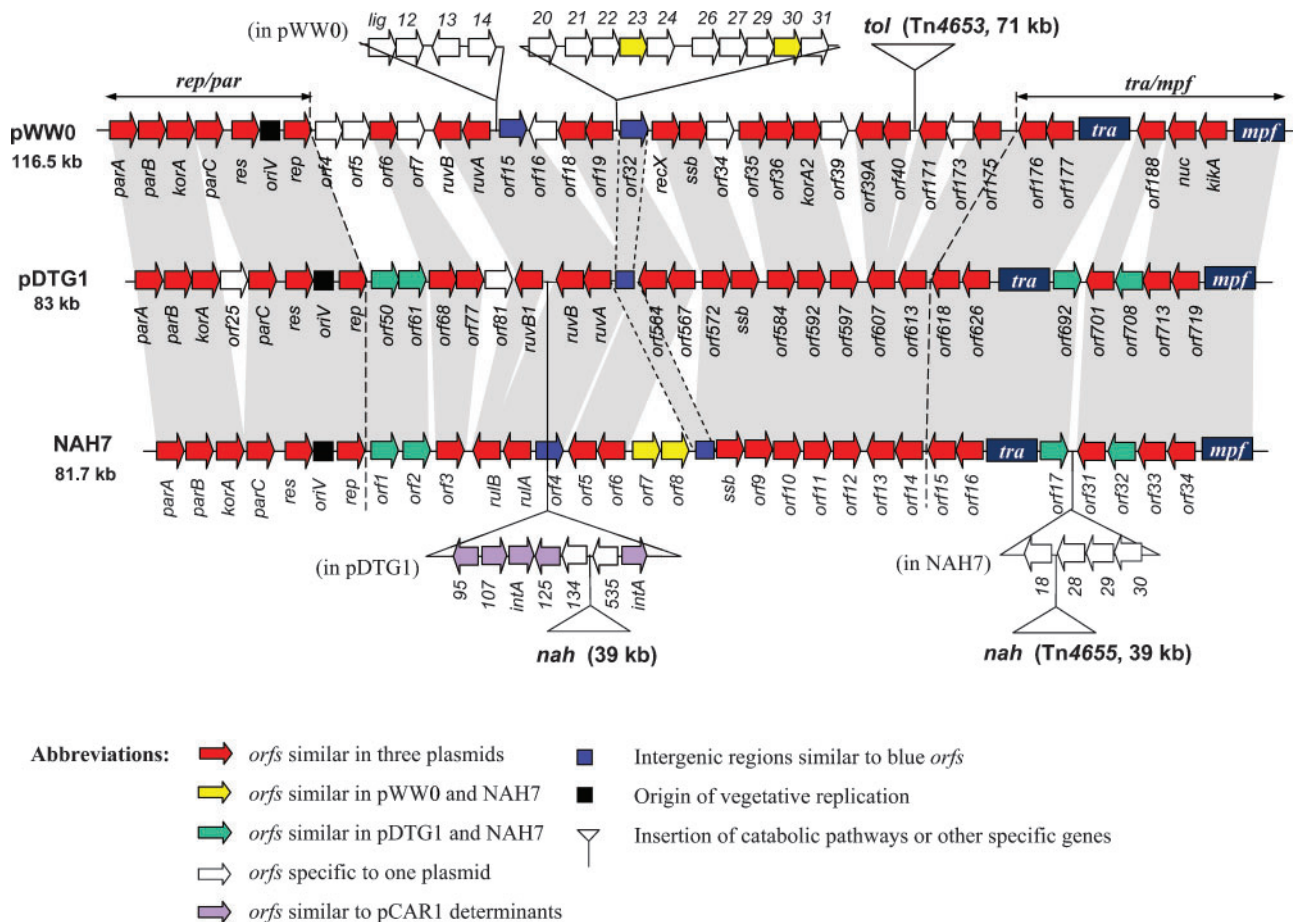 lig 12 13 14
20 21 22 23 24 26 27 29 30 31
(in pWW0)
tol (Tn4653, 71 kb)
rep/par
tra/mpf
pWW0
116.5 kb
tra
mpf
parA parB korA parC res oriV rep orf4 orf5 orf6 orf7 ruvB ruvA orf15 orf16 orf18 orf19 orf32 recX ssb orf34 orf35 orf36 korA2 orf39 orf39A orf40 orf171 orf173 orf175 orf176 orf177 orf188 nuc kikA
pDTG1
83 kb
tra
mpf
parA parB korA orf25 parC res oriV rep orf50 orf61 orf68 orf77 orf81 ruvB1 ruvB ruvA orf564 orf567 orf572 ssb orf584 orf592 orf597 orf607 orf613 orf618 orf626 orf692 orf701 orf708 orf713 orf719
NAH7
81.7 kb
tra
mpf
parA parB korA parC res oriV rep orf1 orf2 orf3 rulB rulA orf4 orf5 orf6 orf7 orf8 ssb orf9 orf10 orf11 orf12 orf13 orf14 orf15 orf16 orf17 orf31 orf32 orf33 orf34
(in pDTG1)
95 107 intA 125 134 535 intA
(in NAH7)
18 28 29 30
nah (39 kb)
nah (Tn4655, 39 kb)
Abbreviations:
orfs similar in three plasmids
orfs similar in pWW0 and NAH7
orfs similar in pDTG1 and NAH7
orfs specific to one plasmid
orfs similar to pCAR1 determinants
Intergenic regions similar to blue orfs
Origin of vegetative replication
Insertion of catabolic pathways or other specific genes